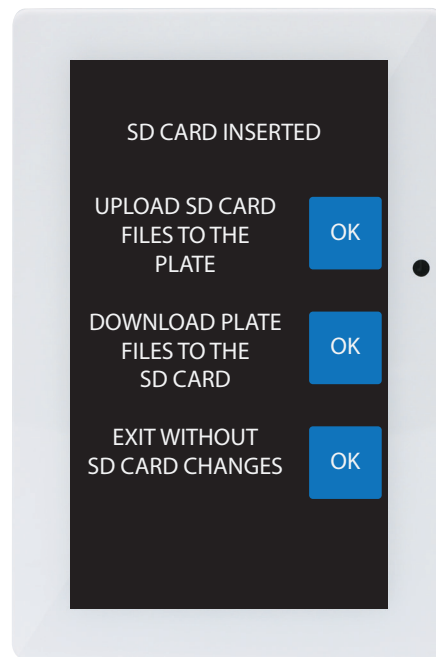 SD CARD INSERTED
UPLOAD SD CARD
FILES TO THE
PLATE
OK
DOWNLOAD PLATE
FILES TO THE
SD CARD
OK
EXIT WITHOUT
SD CARD CHANGES
OK